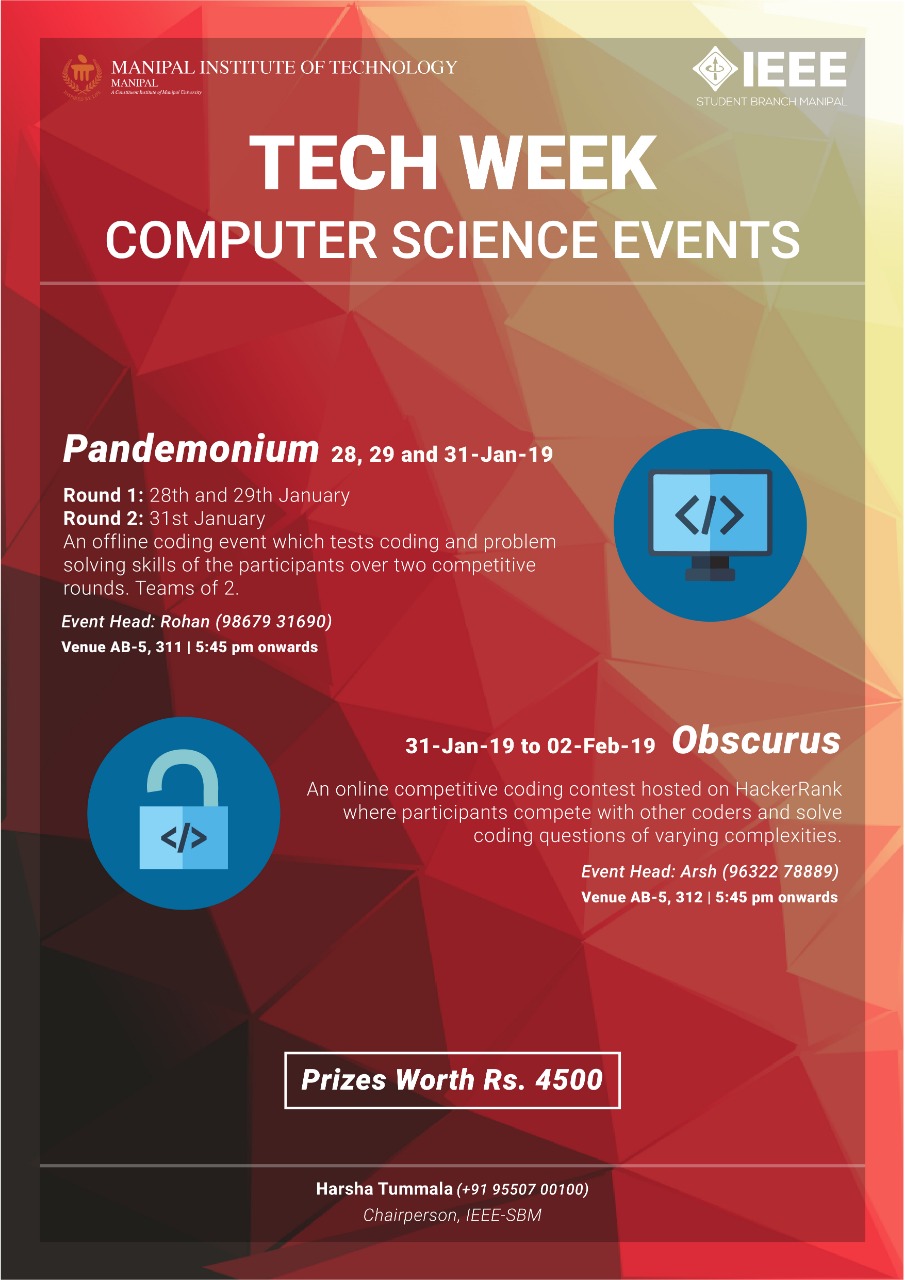 MANIPAL INSTITUTE OF TECHNOLOGY
MANIPAL
A Constituent Institute of Manipal University
IEEE
STUDENT BRANCH MANIPAL
TECH WEEK
COMPUTER SCIENCE EVENTS
Pandemonium 28, 29 and 31-Jan-19
Round 1: 28th and 29th January
Round 2: 31st January
An offline coding event which tests coding and problem
solving skills of the participants over two competitive
rounds. Teams of 2.
Event Head: Rohan (98679 31690)
Venue AB-5, 311 | 5:45 pm onwards
</>
31-Jan-19 to 02-Feb-19 Obscurus
An online competitive coding contest hosted on HackerRank
where participants compete with other coders and solve
coding questions of varying complexities.
Event Head: Arsh (96322 78889)
Venue AB-5, 312 | 5:45 pm onwards
</>
Prizes Worth Rs. 4500
Harsha Tummala (+91 95507 00100)
Chairperson, IEEE-SBM